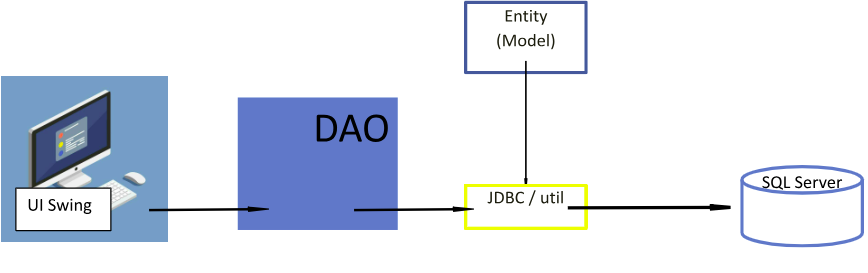 Entity
(Model)
DAO
UI Swing
JDBC / util
SQL Server